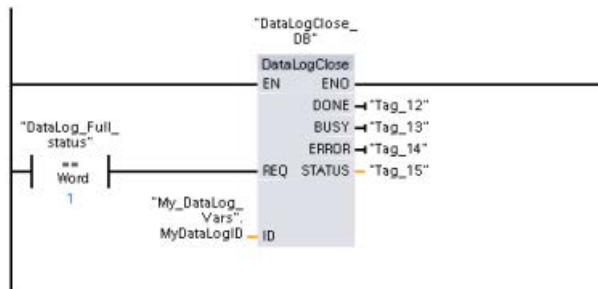 "DataLogClose_
DB"
DataLogClose
EN ENO
DONE "Tag_12"
BUSY "Tag_13"
ERROR "Tag_14"
"DataLog_Full_
status"
==
Word
1
REQ STATUS "Tag_15"
"My_DataLog_
Vars".
MyDataLogID ID